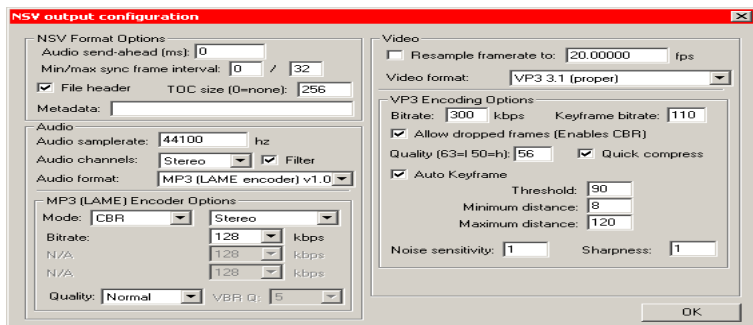 NSV output configuration
NSV Format Options
Audio send-ahead (ms): 0
Min/max sync frame interval: 0 / 32
File header TOC size (0=none): 256
Metadata:
Audio
Audio samplerate: 44100 hz
Audio channels: Stereo Filter
Audio format: MP3 (LAME encoder) v1.0
MP3 (LAME) Encoder Options
Mode: CBR Stereo
Bitrate: 128 kbps
N/A 128 kbps
N/A 128 kbps
Quality: Normal VBR Q: 5
Video
Resample framerate to: 20.00000 fps
Video format: VP3 3.1 (proper)
VP3 Encoding Options
Bitrate: 300 kbps Keyframe bitrate: 110
Allow dropped frames (Enables CBR)
Quality (63=l 50=h): 56 Quick compress
Auto Keyframe
Threshold: 90
Minimum distance: 8
Maximum distance: 120
Noise sensitivity: 1 Sharpness: 1
OK